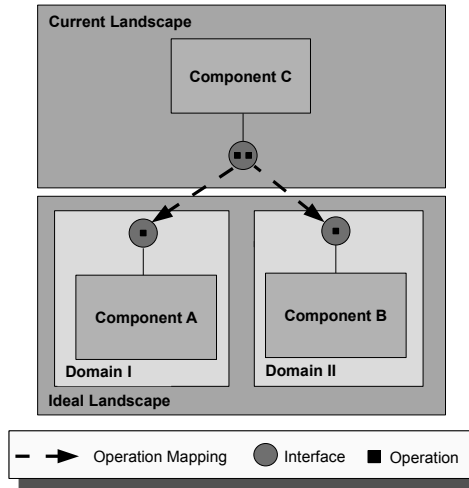 Current Landscape
Component C
Component A
Component B
Domain I
Domain II
Ideal Landscape
Operation Mapping
Interface
Operation